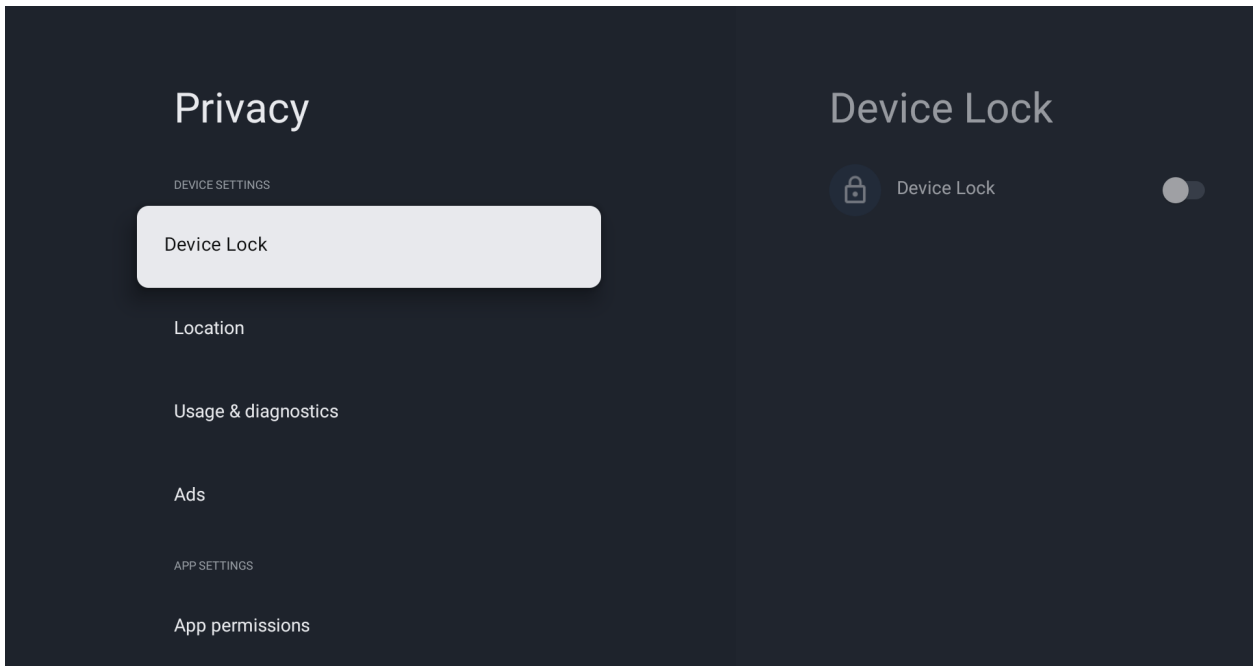 Privacy
DEVICE SETTINGS
Device Lock
Location
Usage & diagnostics
Ads
APP SETTINGS
App permissions
Device Lock
Device Lock